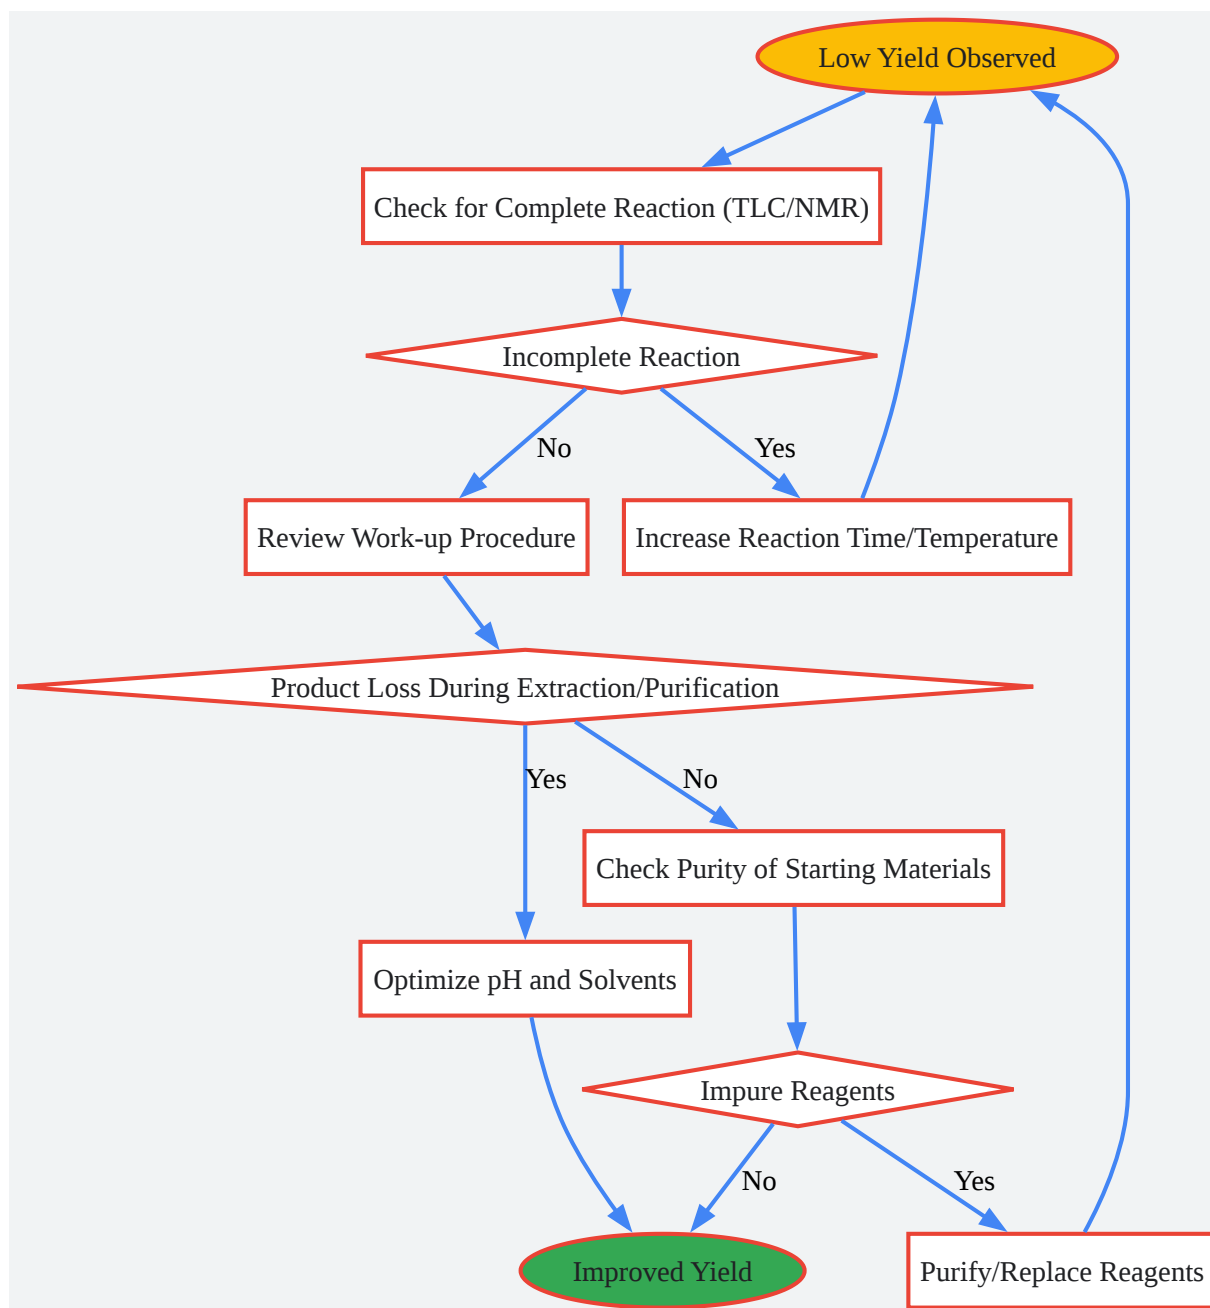 Low Yield Observed
Check for Complete Reaction (TLC/NMR)
Incomplete Reaction
No
Yes
Review Work-up Procedure
Increase Reaction Time/Temperature
Product Loss During Extraction/Purification
Yes
No
Check Purity of Starting Materials
Optimize pH and Solvents
Impure Reagents
No
Yes
Improved Yield
Purify/Replace Reagents